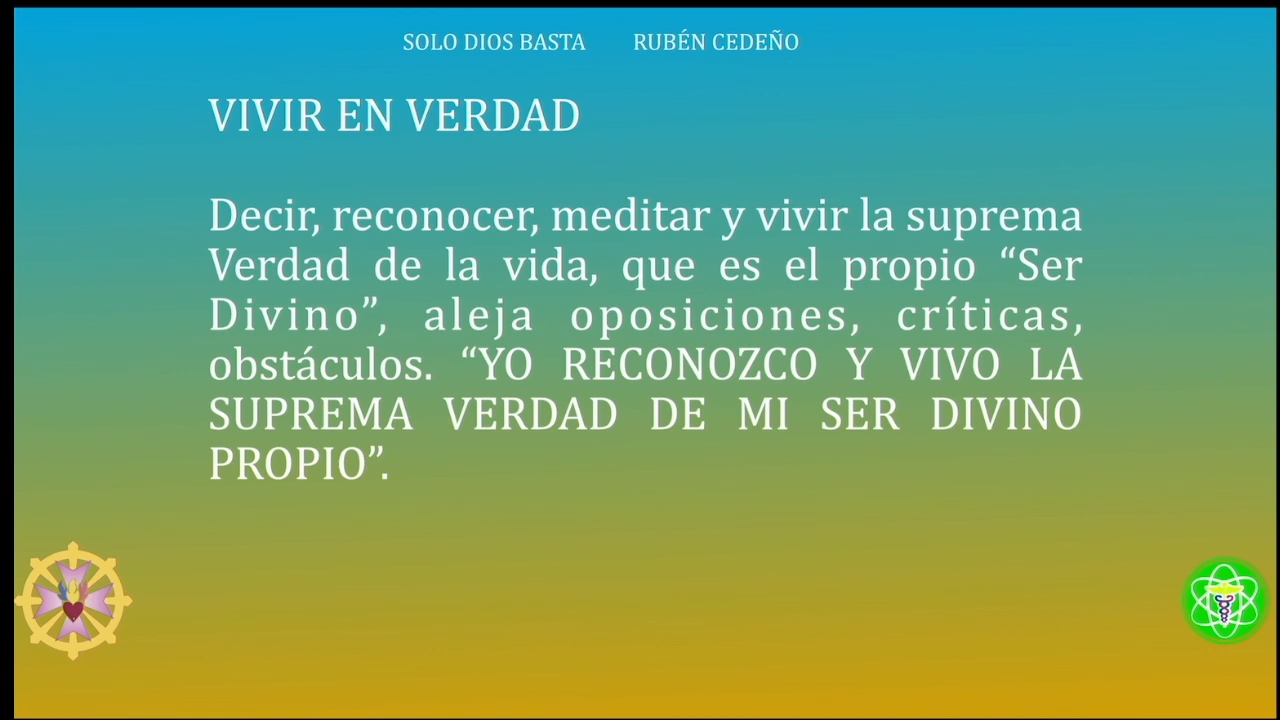 SOLO DIOS BASTA RUBÉN CEDEÑO
VIVIR EN VERDAD
Decir, reconocer, meditar y vivir la suprema
Verdad de la vida, que es el propio “Ser
Divino”, aleja oposiciones, críticas,
obstáculos. “YO RECONOZCO Y VIVO LA
SUPREMA VERDAD DE MI SER DIVINO
PROPIO”.